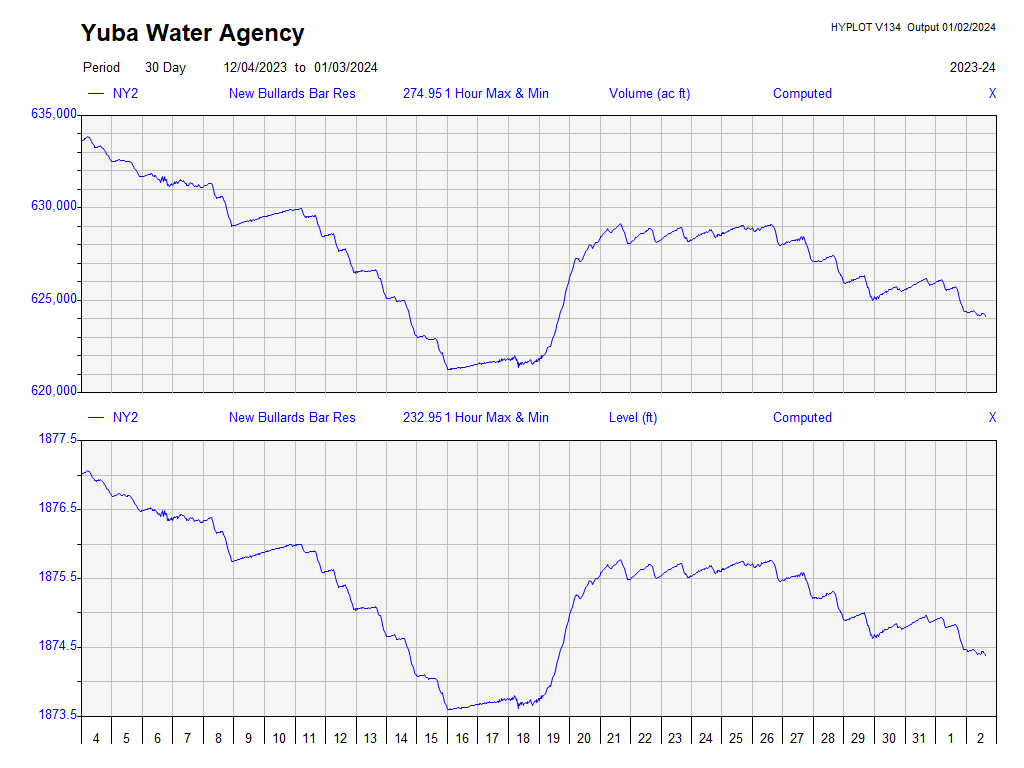 Yuba Water Agency
HYPLOT V134 Output 01/02/2024
Period 30 Day 12/04/2023 to 01/03/2024 2023-24
NY2 New Bullards Bar Res 274.95 1 Hour Max & Min Volume (ac ft) Computed X
635,000
630,000
625,000
620,000
NY2 New Bullards Bar Res 232.95 1 Hour Max & Min Level (ft) Computed X
1877.5
1876.5
1875.5
1874.5
1873.5
4 5 6 7 8 9 10 11 12 13 14 15 16 17 18 19 20 21 22 23 24 25 26 27 28 29 30 31 1 2